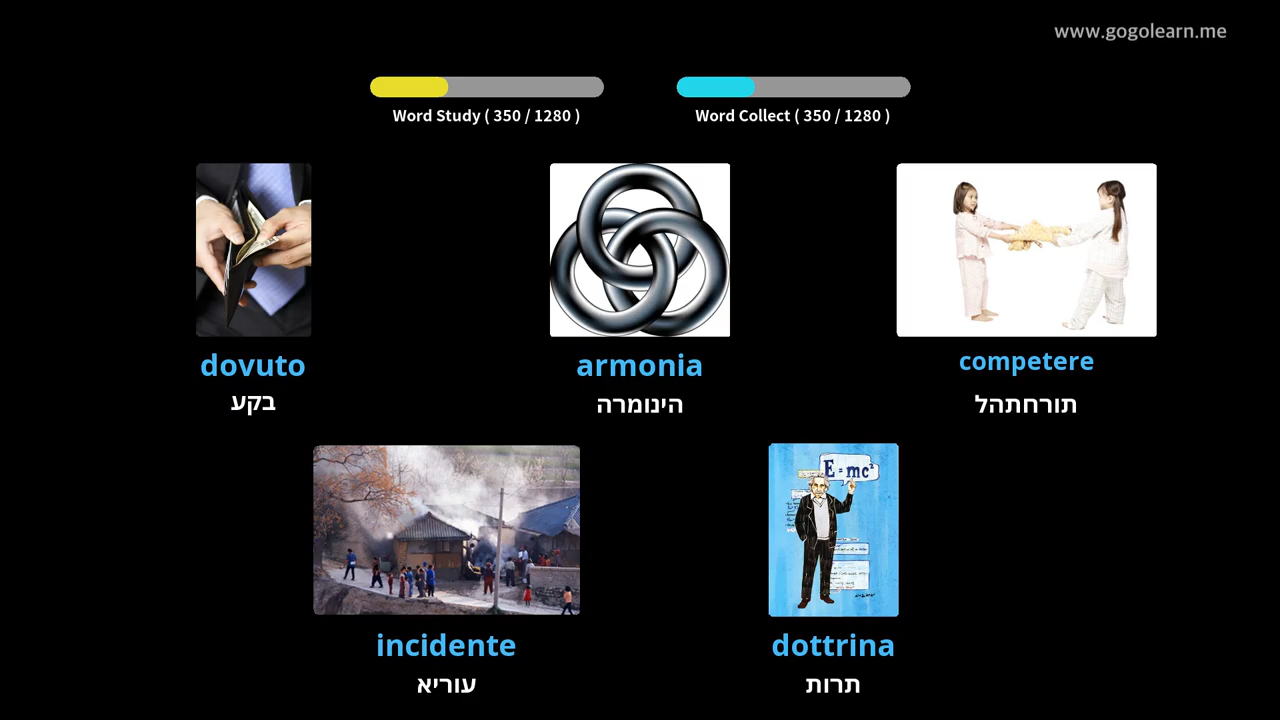 www.gogolearn.me
Word Study ( 350 / 1280 )
Word Collect ( 350 / 1280 )
dovuto
בקע
armonia
הינומרה
competere
תורחתהל
E=mc²
incidente
עוריא
dottrina
תרות